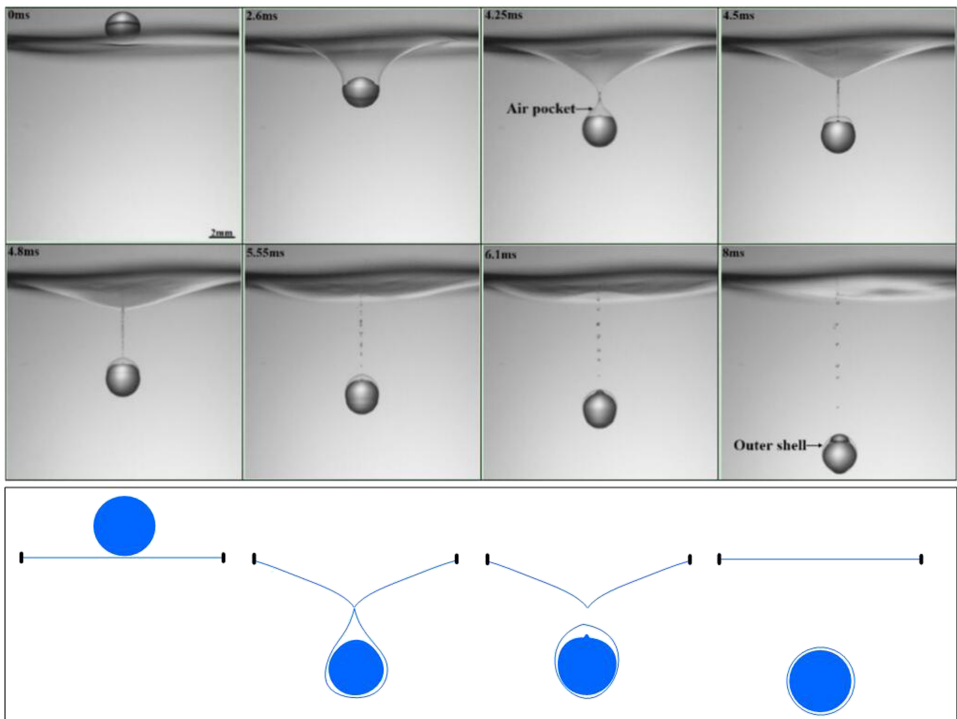 0ms
2.6ms
4.25ms
4.5ms
Air pocket
2mm
4.8ms
5.55ms
6.1ms
8ms
Outer shell